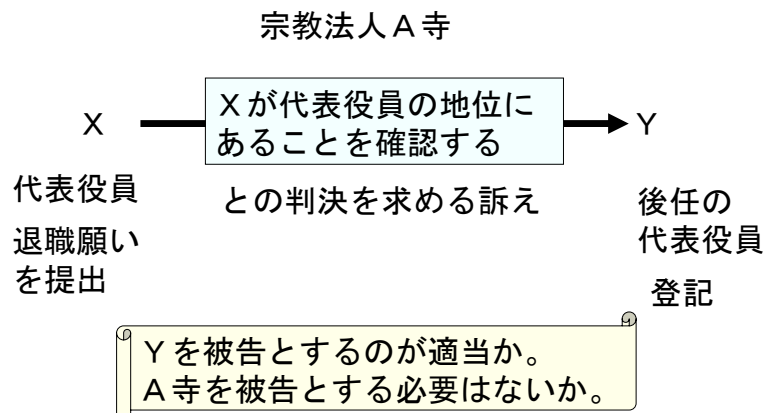 宗教法人Ａ寺
Ｘ
Ｘが代表役員の地位に
あることを確認する
Ｙ
代表役員
退職願い
を提出
との判決を求める訴え
後任の
代表役員
登記
Ｙを被告とするのが適当か。
Ａ寺を被告とする必要はないか。